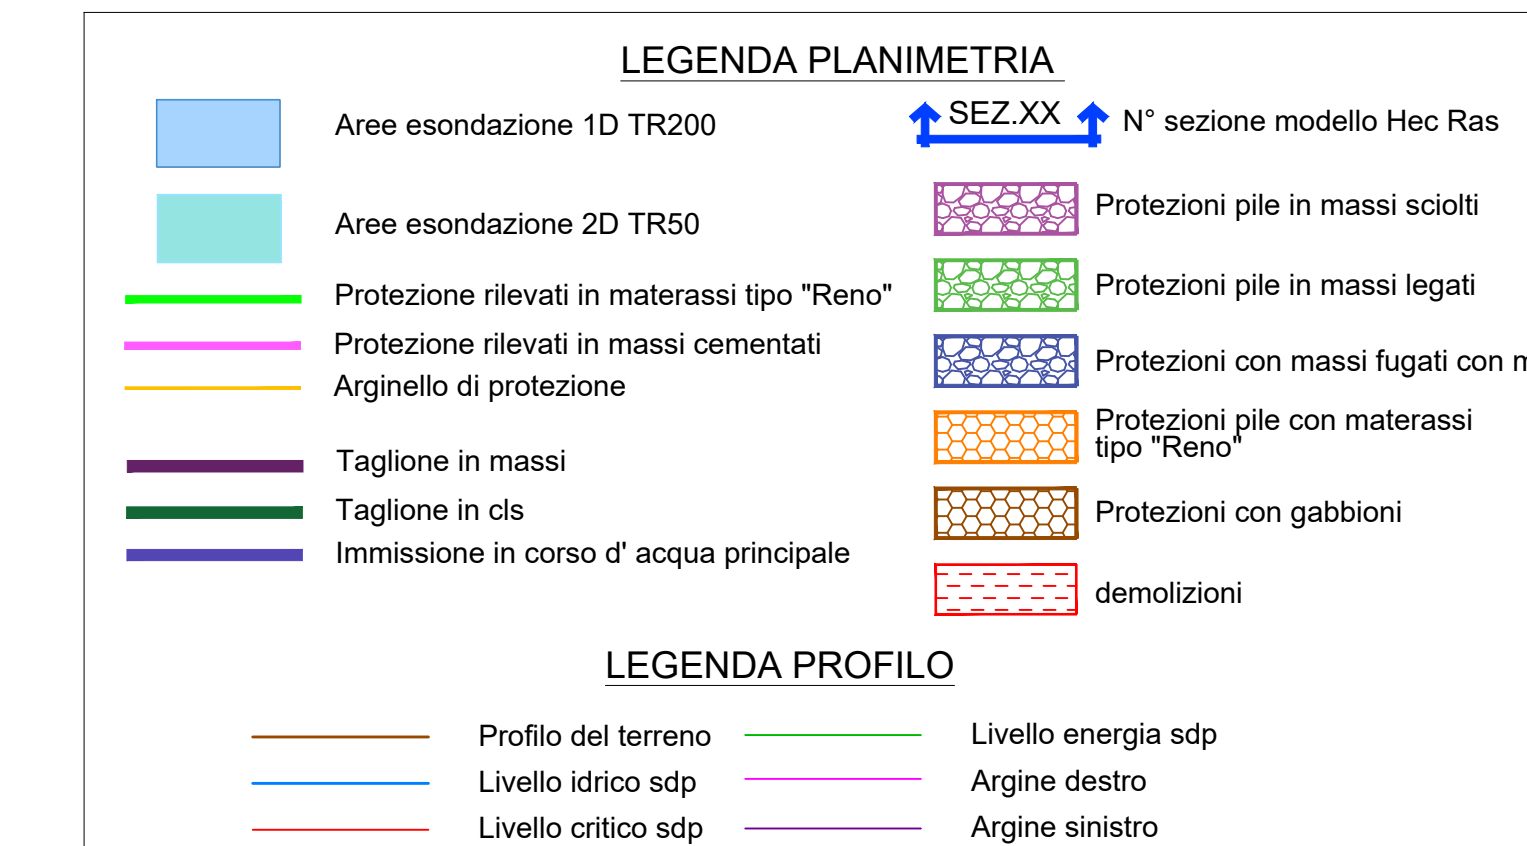 LEGENDA PLANIMETRIA
Aree esondazione 1D TR200
Aree esondazione 2D TR50
Protezione rilevati in materassi tipo "Reno"
Protezione rilevati in massi cementati
Arginello di protezione
Taglione in massi
Taglione in cls
Immissione in corso d' acqua principale
SEZ.XX
N° sezione modello Hec Ras
Protezioni pile in massi sciolti
Protezioni pile in massi legati
Protezioni con massi fugati con
Protezioni pile con materassi
tipo "Reno"
Protezioni con gabbioni
demolizioni
LEGENDA PROFILO
Profilo del terreno
Livello idrico sdp
Livello critico sdp
Livello energia sdp
Argine destro
Argine sinistro